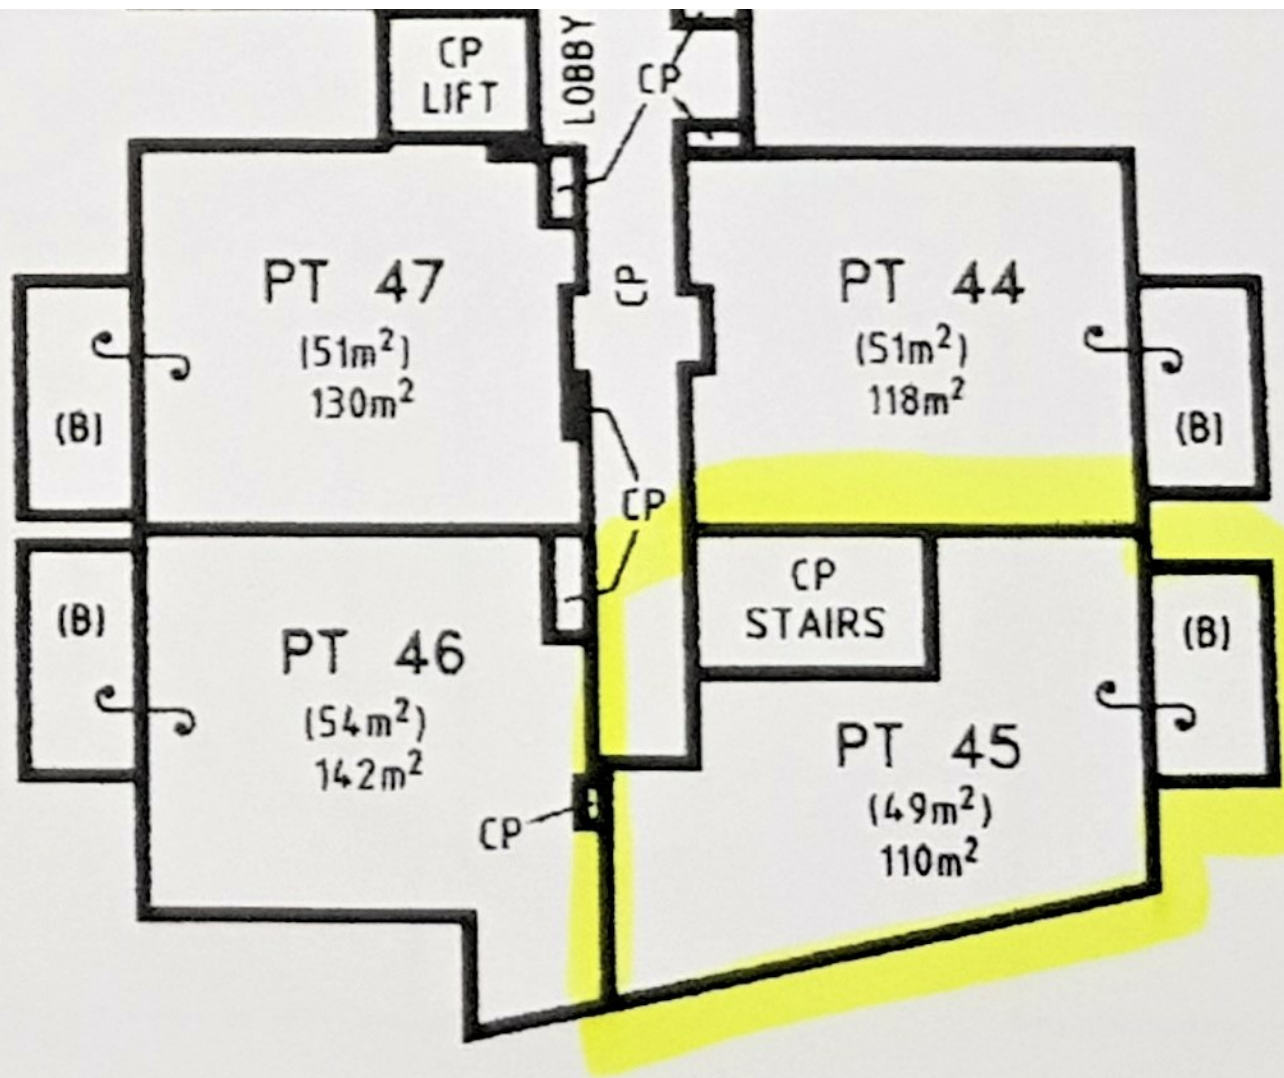 CP
LIFT
LOBBY
CP
PT 47
(51m²)
130m²
(B)
CP
PT 44
(51m²)
118m²
(B)
CP
(B)
PT 46
(54m²)
142m²
CP
CP
STAIRS
(B)
PT 45
(49m²)
110m²